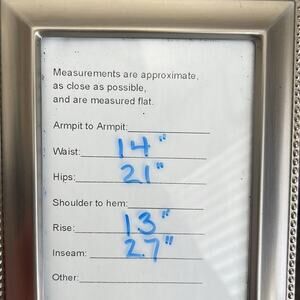 Measurements are approximate,
as close as possible,
and are measured flat.
Armpit to Armpit:
Waist: 14"
Hips: 21"
Shoulder to hem:
Rise: 13"
Inseam: 27"
Other: